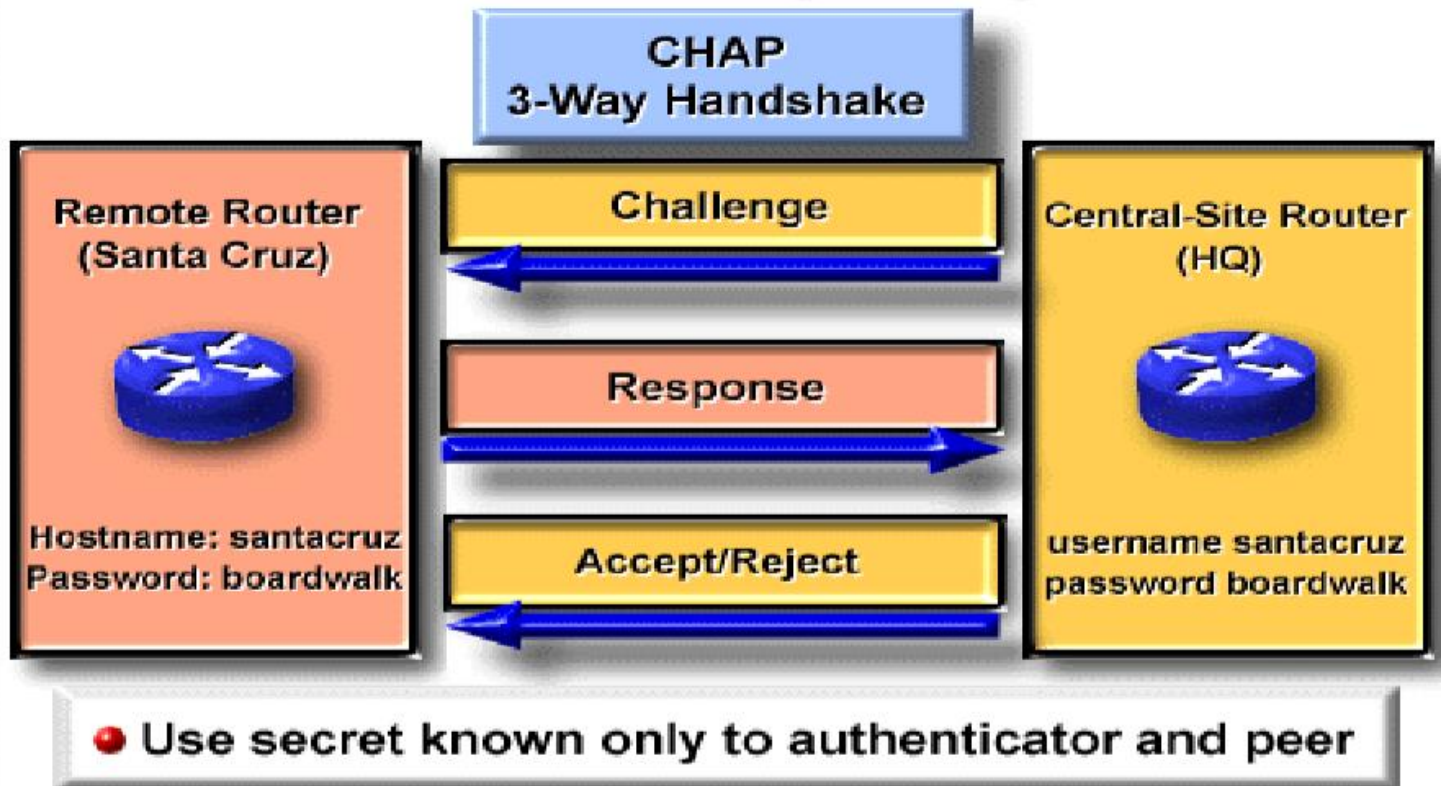 CHAP
3-Way Handshake
Remote Router
(Santa Cruz)
Hostname: santacruz
Password: boardwalk
Challenge
Response
Accept/Reject
Central-Site Router
(HQ)
username santacruz
password boardwalk
Use secret known only to authenticator and peer